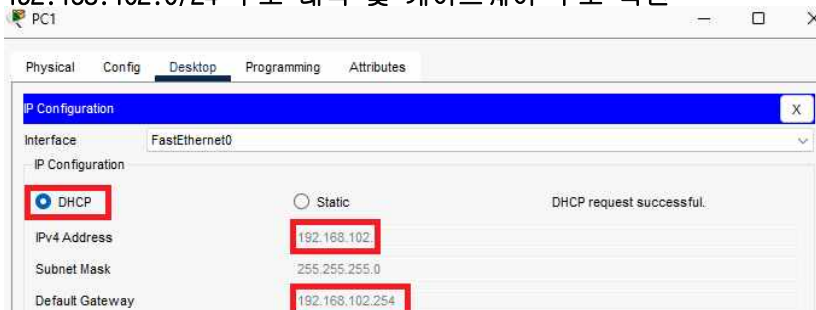 PC1
Physical Config Desktop Programming Attributes
IP Configuration X
Interface FastEthernet0
IP Configuration
DHCP Static DHCP request successful.
IPv4 Address 192.168.102.
Subnet Mask 255.255.255.0
Default Gateway 192.168.102.254